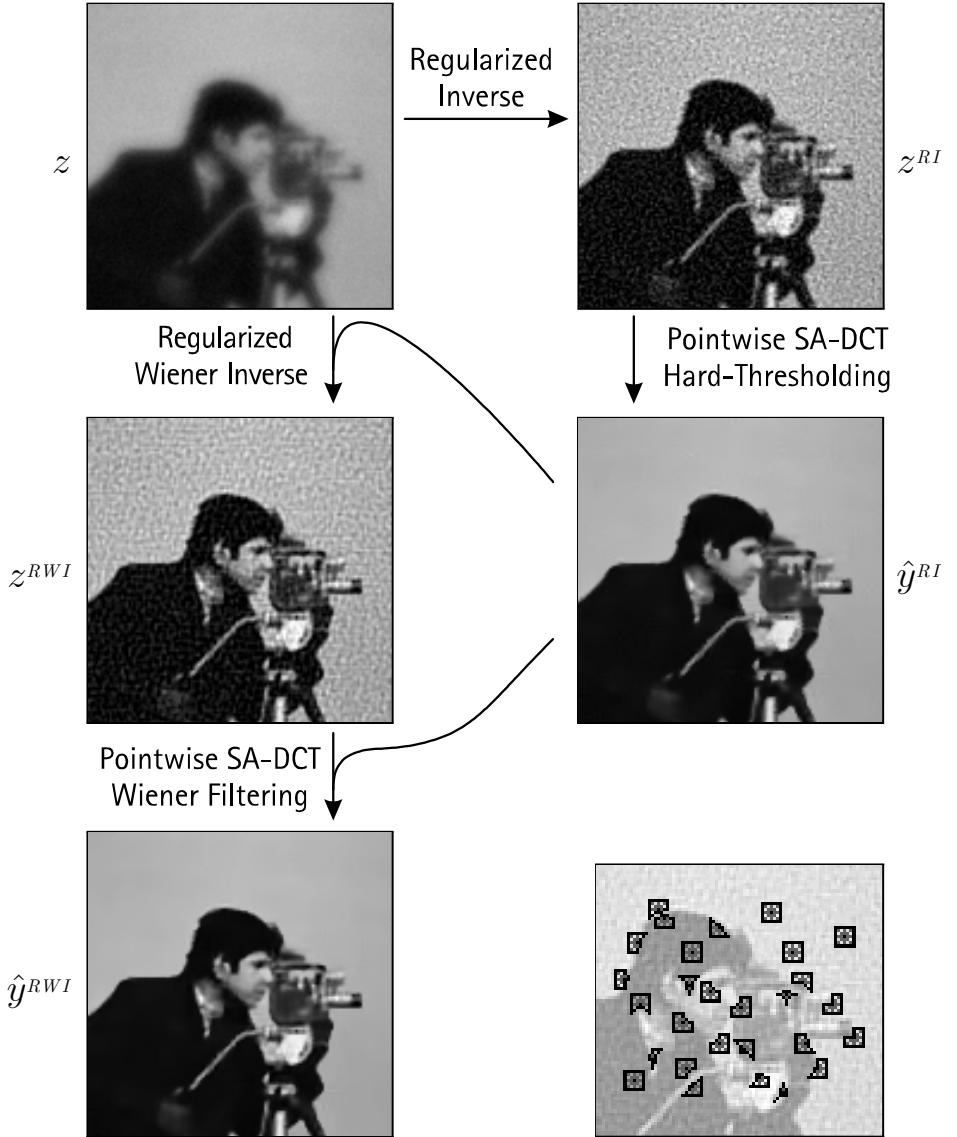 Regularized
Inverse
z
z^{RI}
Regularized
Wiener Inverse
Pointwise SA-DCT
Hard-Thresholding
z^{RWI}
ŷ^{RI}
Pointwise SA-DCT
Wiener Filtering
ŷ^{RWI}